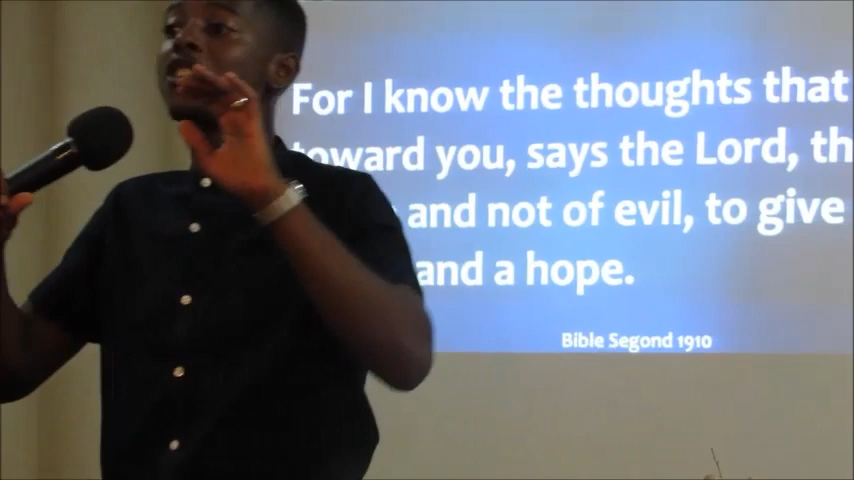 For I know the thoughts that
toward you, says the Lord,
and not of evil, to give
and a hope.
Bible Segond 1910